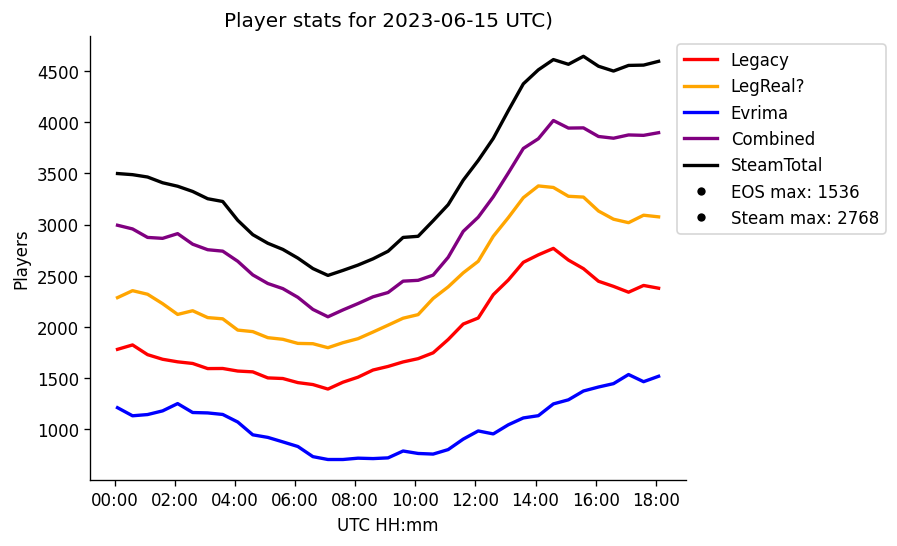 Player stats for 2023-06-15 UTC)
4500
4000
3500
3000
2500
2000
1500
1000
Players
00:00 02:00 04:00 06:00 08:00 10:00 12:00 14:00 16:00 18:00
UTC HH:mm
Legacy
LegReal?
Evrima
Combined
SteamTotal
EOS max: 1536
Steam max: 2768